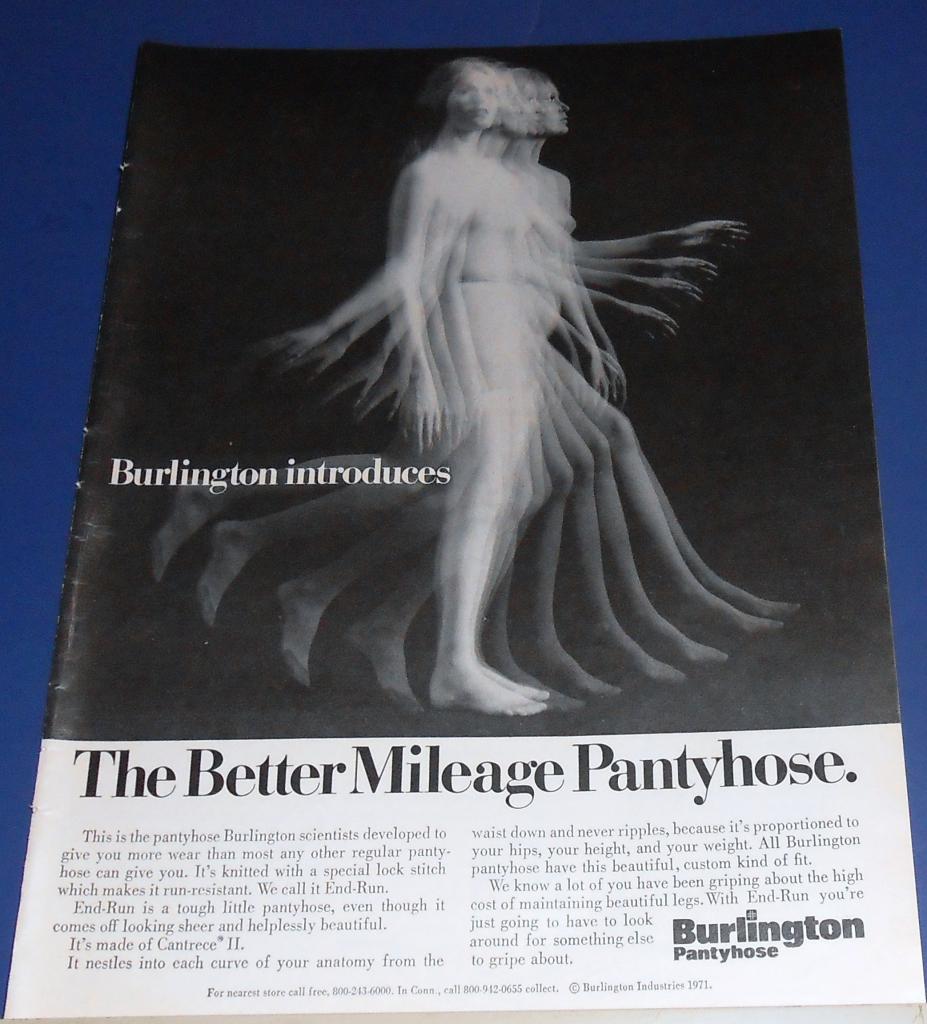 Burlington introduces
The Better Mileage Pantyhose.
This is the pantyhose Burlington scientists developed to
give you more wear than most any other regular panty-
hose can give you. It's knitted with a special lock stitch
which makes it run-resistant. We call it End-Run.
End-Run is a tough little pantyhose, even though it
comes off looking sheer and helplessly beautiful.
It's made of Cantrece® II.
It nestles into each curve of your anatomy from the
waist down and never ripples, because it's proportioned to
your hips, your height, and your weight. All Burlington
pantyhose have this beautiful, custom kind of fit.
We know a lot of you have been griping about the high
cost of maintaining beautiful legs. With End-Run you're
just going to have to look
around for something else
to gripe about.
Burlington
Pantyhose
For nearest store call free, 800-243-6000. In Conn., call 800-942-0655 collect. © Burlington Industries 1971.